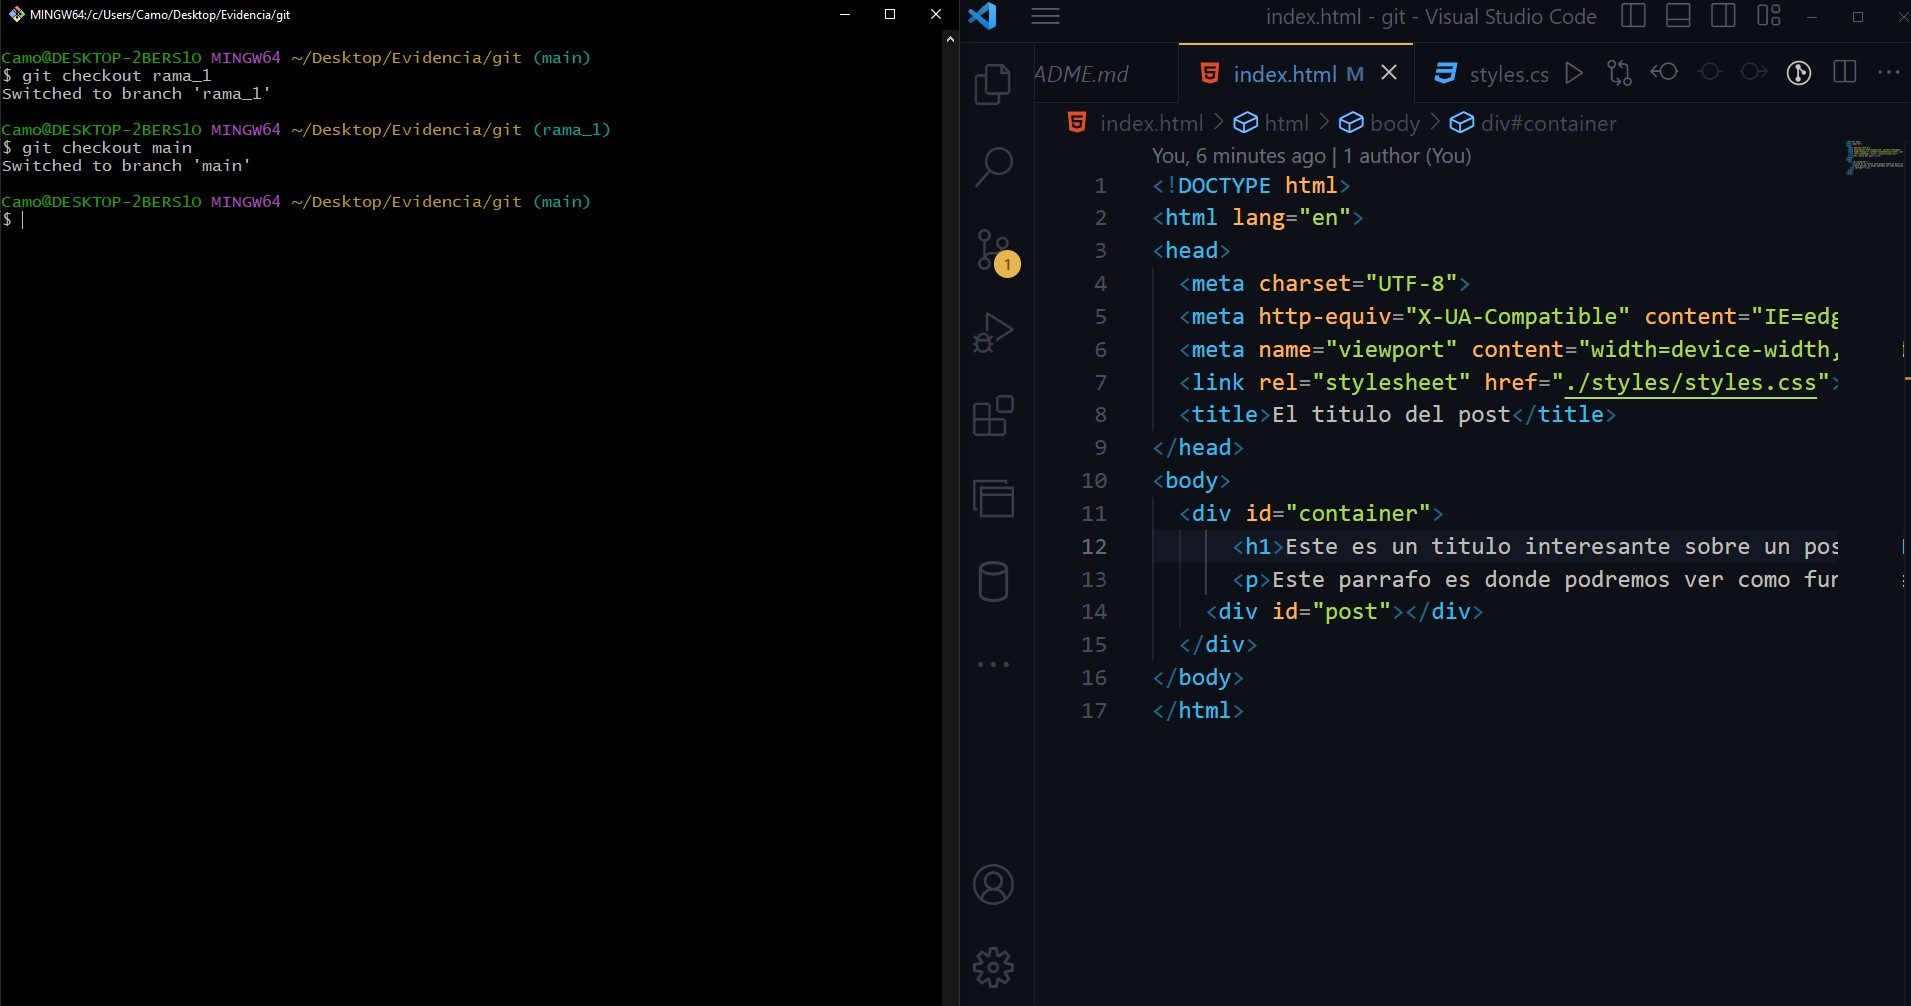 MINGW64:/c/Users/Camo/Desktop/Evidencia/git
Camo@DESKTOP-2BERS1O MINGW64 ~/Desktop/Evidencia/git (main)
$ git checkout rama_1
Switched to branch 'rama_1'
Camo@DESKTOP-2BERS1O MINGW64 ~/Desktop/Evidencia/git (rama_1)
$ git checkout main
Switched to branch 'main'
Camo@DESKTOP-2BERS1O MINGW64 ~/Desktop/Evidencia/git (main)
$
index.html - git - Visual Studio Code
ADME.md
index.html M
styles.cs
index.html > html > body > div#container
You, 6 minutes ago | 1 author (You)
1 <!DOCTYPE html>
2 <html lang="en">
3 <head>
4 <meta charset="UTF-8">
5 <meta http-equiv="X-UA-Compatible" content="IE=edg
6 <meta name="viewport" content="width=device-width,
7 <link rel="stylesheet" href="./styles/styles.css">
8 <title>El titulo del post</title>
9 </head>
10 <body>
11 <div id="container">
12 <h1>Este es un titulo interesante sobre un pos
13 <p>Este parrafo es donde podremos ver como fun
14 <div id="post"></div>
15 </div>
16 </body>
17 </html>
1